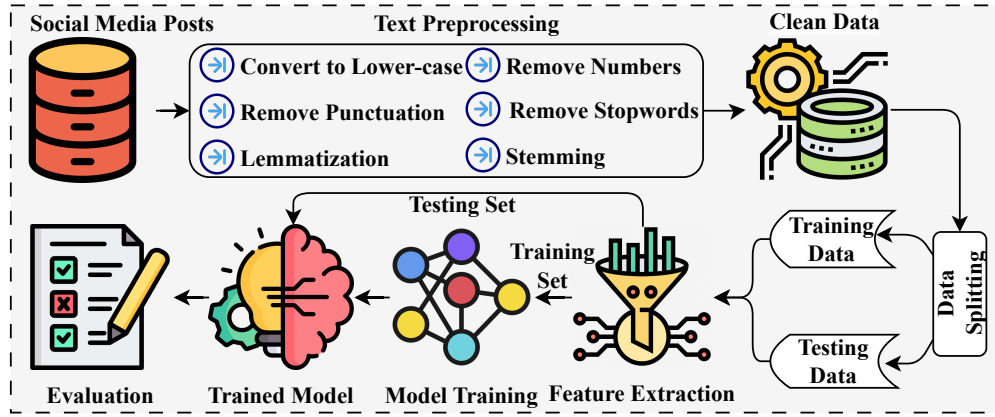 Social Media Posts
Text Preprocessing
Clean Data
Convert to Lower-case
Remove Numbers
Remove Punctuation
Remove Stopwords
Lemmatization
Stemming
Testing Set
Training
Set
Training
Data
Data
Splitting
Testing
Data
Evaluation
Trained Model
Model Training
Feature Extraction